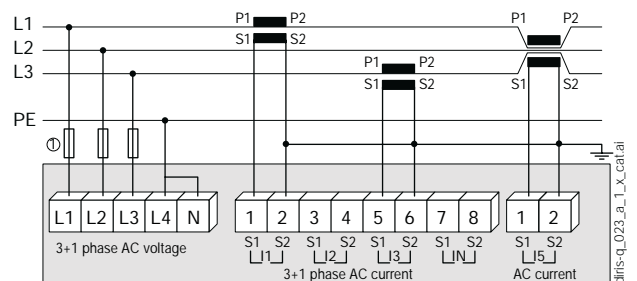 L1 P1 P2 P1 P2
S1 S2
L2
L3 P1 P2
S1 S2 S1 S2
PE
①
L1 L2 L3 L4 N 1 2 3 4 5 6 7 8 1 2
3+1 phase AC voltage
S1 S2 S1 S2 S1 S2 S1 S2 S1 S2
I1 I2 I3 IN I5
3+1 phase AC current AC current
diris-q_023_a_1_x_cat.ai